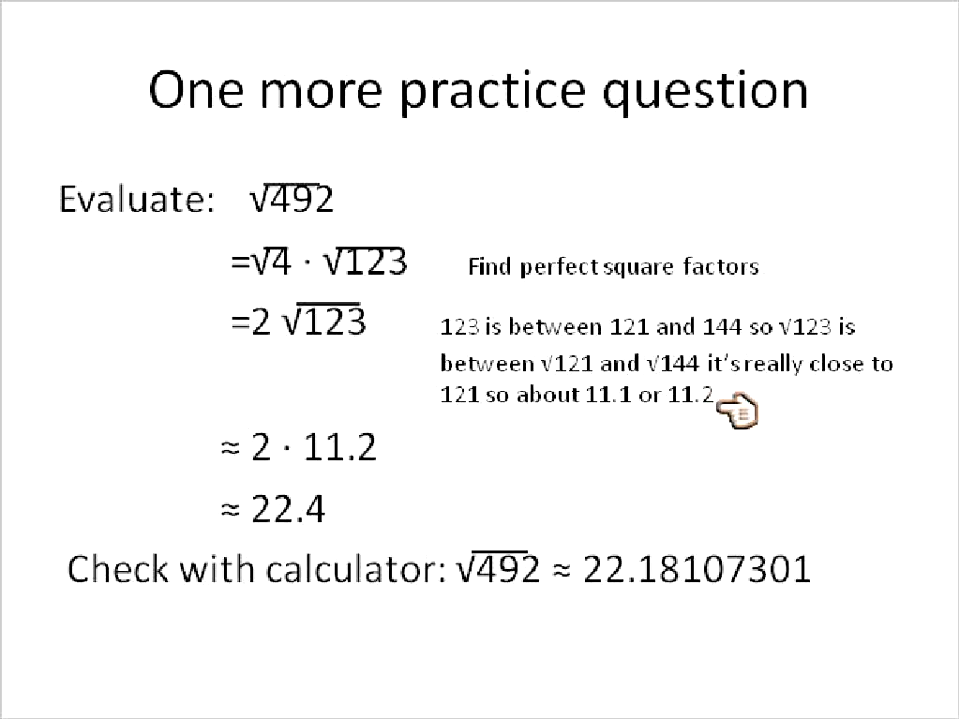 One more practice question
Evaluate: √492
=√4 · √123 Find perfect square factors
=2 √123 123 is between 121 and 144 so √123 is
between √121 and √144 it's really close to
121 so about 11.1 or 11.2
≈ 2 · 11.2
≈ 22.4
Check with calculator: √492 ≈ 22.18107301